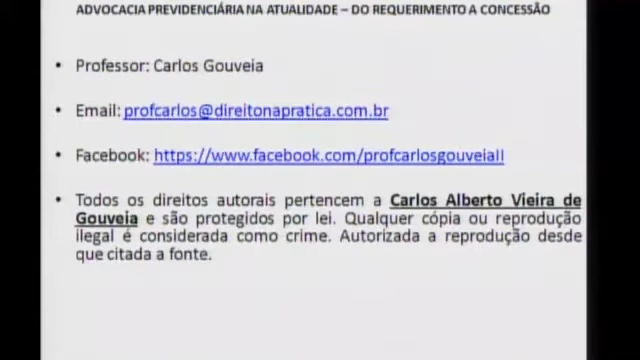 ADVOCACIA PREVIDENCIÁRIA NA ATUALIDADE – DO REQUERIMENTO A CONCESSÃO
• Professor: Carlos Gouveia
• Email: profcarlos@direitonapratica.com.br
• Facebook: https://www.facebook.com/profcarlosgouveiaII
• Todos os direitos autorais pertencem a Carlos Alberto Vieira de
Gouveia e são protegidos por lei. Qualquer cópia ou reprodução
ilegal é considerada como crime. Autorizada a reprodução desde
que citada a fonte.